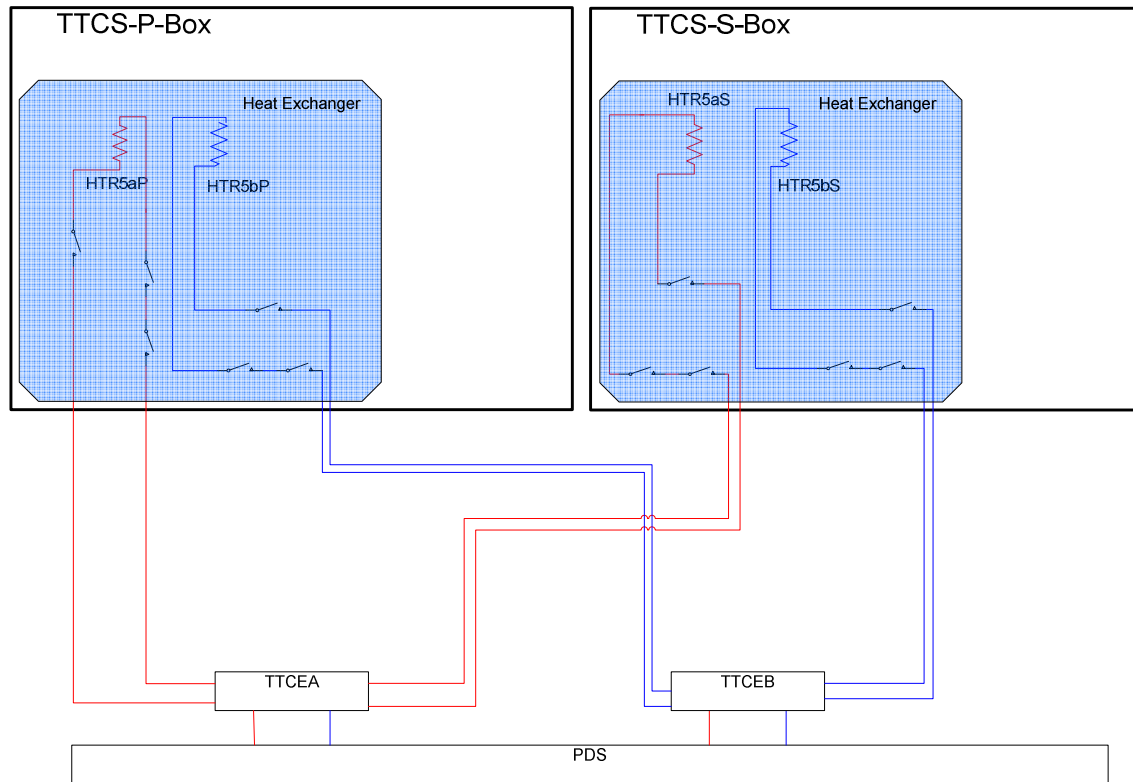 TTCS-P-Box
TTCS-S-Box
Heat Exchanger
HTR5aP
HTR5bP
HTR5aS
Heat Exchanger
HTR5bS
TTCEA
TTCEB
PDS